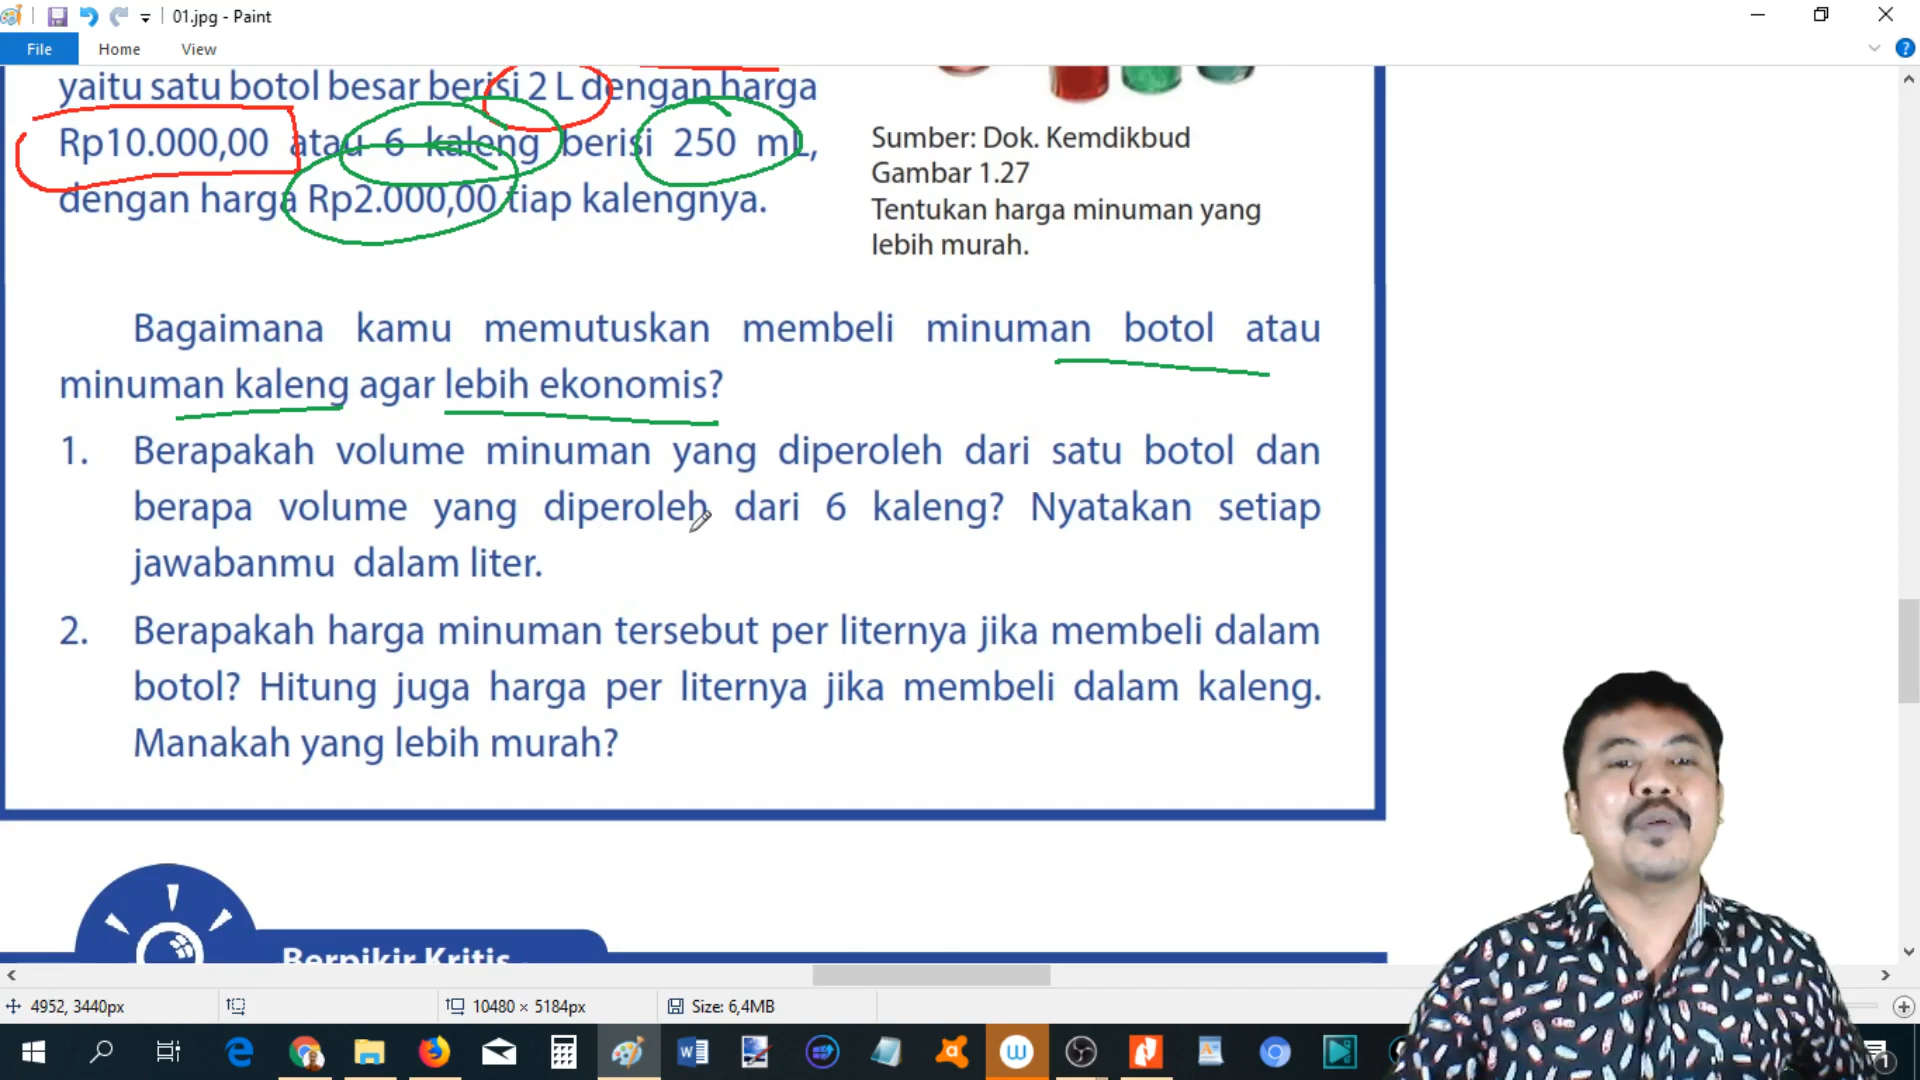 01.jpg - Paint
File Home View
yaitu satu botol besar berisi 2 L dengan harga
Rp10.000,00 atau 6 kaleng berisi 250 mL,
dengan harga Rp2.000,00 tiap kalengnya.
Sumber: Dok. Kemdikbud
Gambar 1.27
Tentukan harga minuman yang
lebih murah.
Bagaimana kamu memutuskan membeli minuman botol atau
minuman kaleng agar lebih ekonomis?
1. Berapakah volume minuman yang diperoleh dari satu botol dan
berapa volume yang diperoleh dari 6 kaleng? Nyatakan setiap
jawabanmu dalam liter.
2. Berapakah harga minuman tersebut per liternya jika membeli dalam
botol? Hitung juga harga per liternya jika membeli dalam kaleng.
Manakah yang lebih murah?
Berpikir Kritis
4952, 3440px
10480 × 5184px
Size: 6,4MB